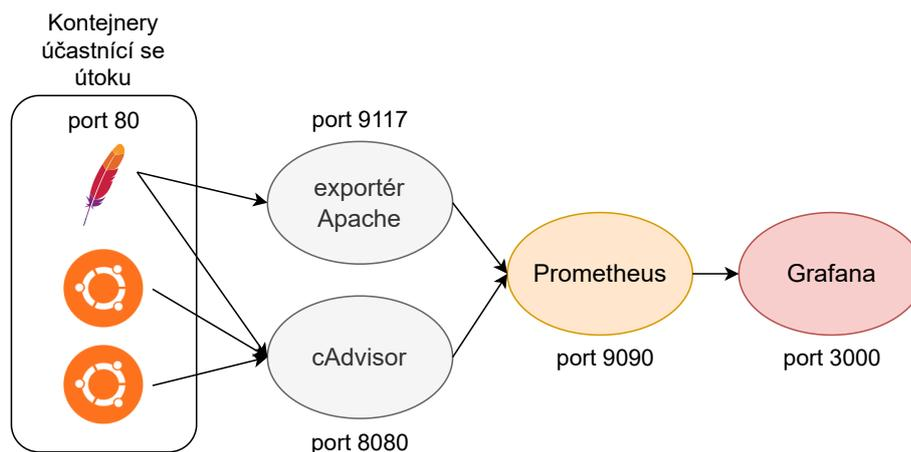 Kontejnery
účastnící se
útoku
port 80
port 9117
exportér
Apache
cAdvisor
port 8080
Prometheus
port 9090
Grafana
port 3000